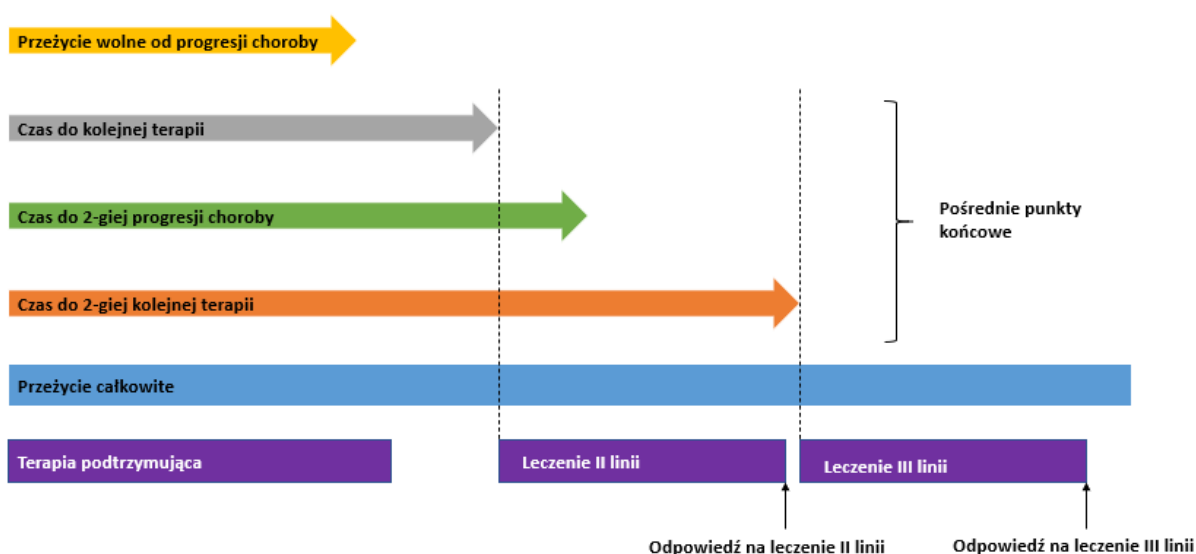 Przeżycie wolne od progresji choroby
Czas do kolejnej terapii
Czas do 2-giej progresji choroby
Pośrednie punkty
końcowe
Czas do 2-giej kolejnej terapii
Przeżycie całkowite
Terapia podtrzymująca
Leczenie II linii
Leczenie III linii
Odpowiedź na leczenie II linii
Odpowiedź na leczenie III linii